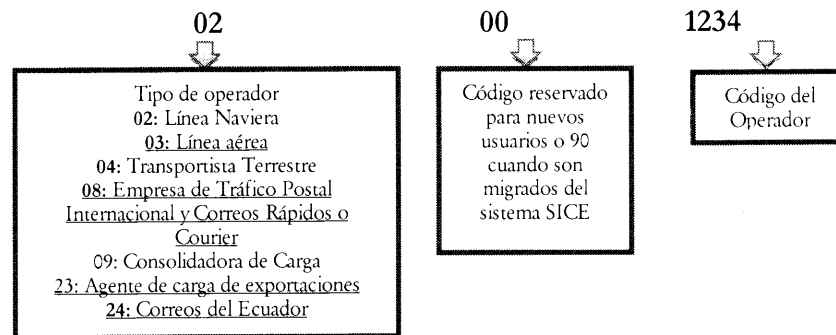 02 00 1234
Tipo de operador
02: Línea Naviera
03: Línea aérea
04: Transportista Terrestre
08: Empresa de Tráfico Postal
Internacional y Correos Rápidos o
Courier
09: Consolidadora de Carga
23: Agente de carga de exportaciones
24: Correos del Ecuador
Código reservado
para nuevos
usuarios o 90
cuando son
migrados del
sistema SICE
Código del
Operador